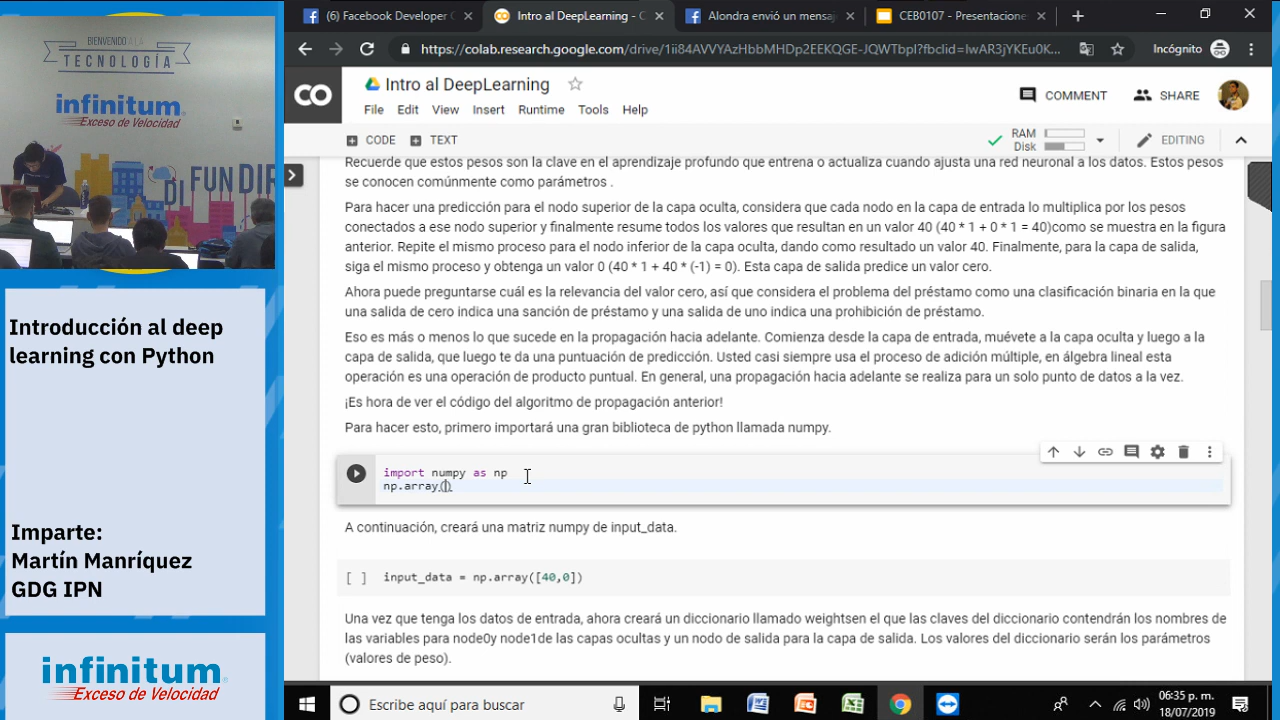 BIENVENIDO A LA
TECNOLOGÍA
infinitum
Exceso de Velocidad
DI FUNDIR
Introducción al deep
learning con Python
Imparte:
Martín Manríquez
GDG IPN
infinitum
Exceso de Velocidad
(6) Facebook Developer C
Intro al DeepLearning - C
Alondra envió un mensaj
CEB0107 - Presentacione
https://colab.research.google.com/drive/1ii84AVVYAzHbbMHDp2EEKQGE-JQWTbpI?fbclid=IwAR3jYKEu0K...
Incógnito
CO
Intro al DeepLearning
File Edit View Insert Runtime Tools Help
COMMENT
SHARE
CODE
TEXT
RAM
Disk
EDITING
Recuerde que estos pesos son la clave en el aprendizaje profundo que entrena o actualiza cuando ajusta una red neuronal a los datos. Estos pesos
se conocen comúnmente como parámetros .
Para hacer una predicción para el nodo superior de la capa oculta, considera que cada nodo en la capa de entrada lo multiplica por los pesos
conectados a ese nodo superior y finalmente resume todos los valores que resultan en un valor 40 (40 * 1 + 0 * 1 = 40)como se muestra en la figura
anterior. Repite el mismo proceso para el nodo inferior de la capa oculta, dando como resultado un valor 40. Finalmente, para la capa de salida,
siga el mismo proceso y obtenga un valor 0 (40 * 1 + 40 * (-1) = 0). Esta capa de salida predice un valor cero.
Ahora puede preguntarse cuál es la relevancia del valor cero, así que considera el problema del préstamo como una clasificación binaria en la que
una salida de cero indica una sanción de préstamo y una salida de uno indica una prohibición de préstamo.
Eso es más o menos lo que sucede en la propagación hacia adelante. Comienza desde la capa de entrada, muévete a la capa oculta y luego a la
capa de salida, que luego te da una puntuación de predicción. Usted casi siempre usa el proceso de adición múltiple, en álgebra lineal esta
operación es una operación de producto puntual. En general, una propagación hacia adelante se realiza para un solo punto de datos a la vez.
¡Es hora de ver el código del algoritmo de propagación anterior!
Para hacer esto, primero importará una gran biblioteca de python llamada numpy.
import numpy as np
np.array()
A continuación, creará una matriz numpy de input_data.
[ ] input_data = np.array([40,0])
Una vez que tenga los datos de entrada, ahora creará un diccionario llamado weightsen el que las claves del diccionario contendrán los nombres de
las variables para node0y node1de las capas ocultas y un nodo de salida para la capa de salida. Los valores del diccionario serán los parámetros
(valores de peso).
Escribe aquí para buscar
06:35 p. m.
18/07/2019